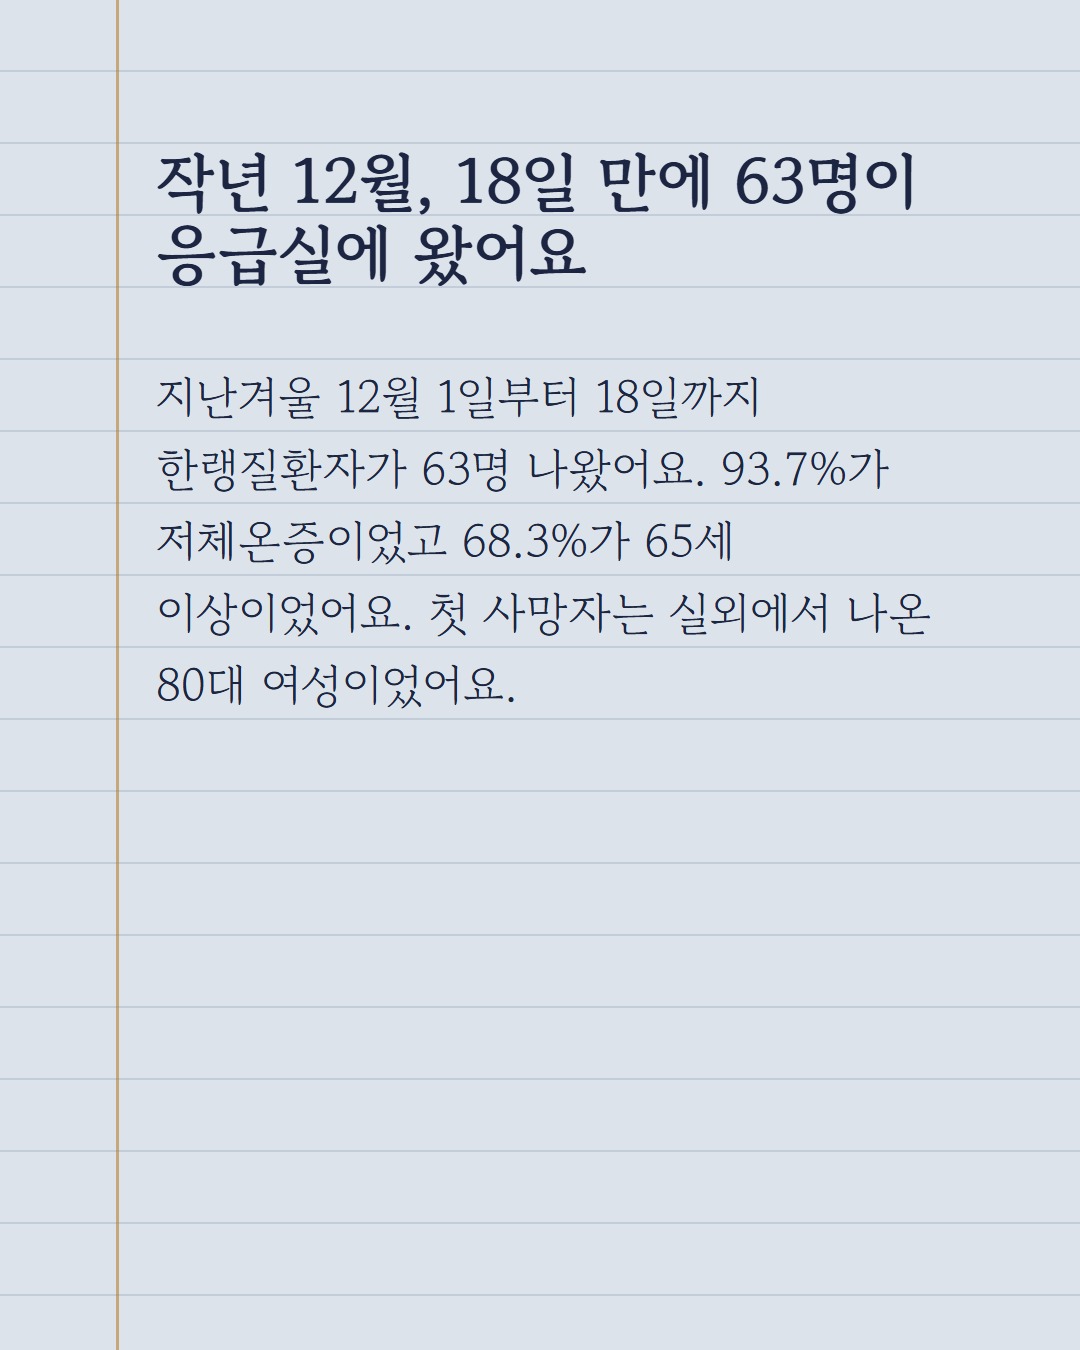 작년 12월, 18일 만에 63명이
응급실에 왔어요
지난겨울 12월 1일부터 18일까지
한랭질환자가 63명 나왔어요. 93.7%가
저체온증이었고 68.3%가 65세
이상이었어요. 첫 사망자는 실외에서 나온
80대 여성이었어요.